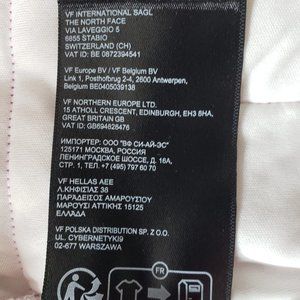 VF INTERNATIONAL SAGL
THE NORTH FACE
VIA LAVEGGIO 5
6855 STABIO
SWITZERLAND (CH)
VAT: BE 0872394541
VF Europe BV / VF Belgium BV
Link 1, Posthofbrug 2-4, 2600 Antwerpen,
Belgium BE0405039138
VF NORTHERN EUROPE LTD.
15 ATHOLL CRESCENT, EDINBURGH, EH3 8HA,
GREAT BRITAIN GB
VAT: GB694826476
ИМПОРТЕР: ООО "ВФ СИ-АЙ-ЭС"
125171 МОСКВА, РОССИЯ
ЛЕНИНГРАДСКОЕ ШОССЕ, Д. 16А,
СТР. 1, ТЕЛ. +7 (495) 797 60 70
VF HELLAS AEE
Λ.ΚΗΦΙΣΙΑΣ 38
ΠΑΡΑΔΕΙΣΟΣ ΑΜΑΡΟΥΣΙΟΥ
ΜΑΡΟΥΣΙ ΑΤΤΙΚΗΣ 15125
ΕΛΛΑΔΑ
VF POLSKA DISTRIBUTION SP. Z O.O.
UL. CYBERNETYKI9
02-677 WARSZAWA
FR